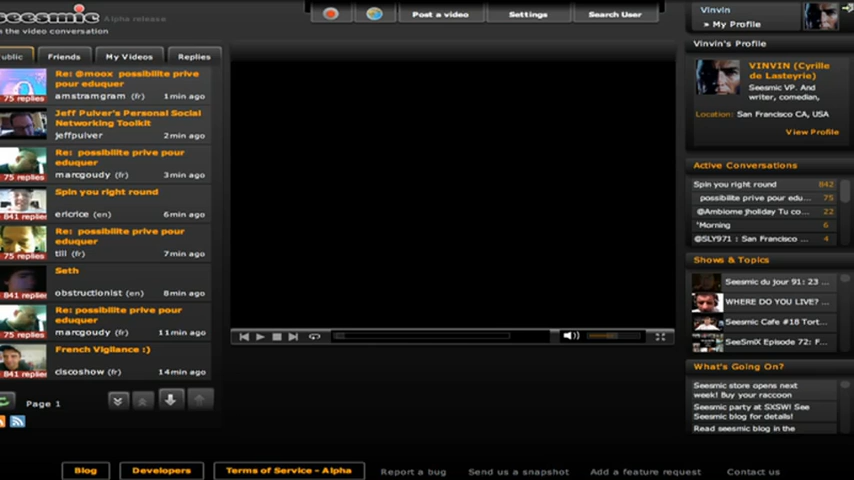 seesmic Alpha release
the video conversation
Post a video
Settings
Search User
Vinvin
> My Profile
Public
Friends
My Videos
Replies
Re: @moox possibilite prive
pour eduquer
amstramgram (fr) 1min ago
75 replies
Jeff Pulver's Personal Social
Networking Toolkit
jeffpulver 2min ago
Re: possibilite prive pour
eduquer
marcgoudy (fr) 3min ago
75 replies
Spin you right round
ericrice (en) 6min ago
841 replies
Re: possibilite prive pour
eduquer
till (fr) 7min ago
75 replies
Seth
obstructionist (en) 8min ago
841 replies
Re: possibilite prive pour
eduquer
marcgoudy (fr) 11min ago
75 replies
French Vigilance :)
ciscoshow (fr) 14min ago
841 replies
Page 1
Vinvin's Profile
VINVIN (Cyrille
de Lasteyrie)
Seesmic VP. And
writer, comedian,
Location: San Francisco CA, USA
View Profile
Active Conversations
Spin you right round 842
possibilite prive pour edu... 75
@Ambiome jholiday Tu co... 22
'Morning 6
@SLY971 : San Francisco ... 4
Shows & Topics
Seesmic du jour 91: 23 ...
WHERE DO YOU LIVE? ...
Seesmic Cafe #18 Tort...
SeeSmiX Episode 72: F...
What's Going On?
Seesmic store opens next
week! Buy your raccoon
Seesmic party at SXSW! See
Seesmic blog for details!
Read seesmic blog in the
Blog
Developers
Terms of Service - Alpha
Report a bug
Send us a snapshot
Add a feature request
Contact us